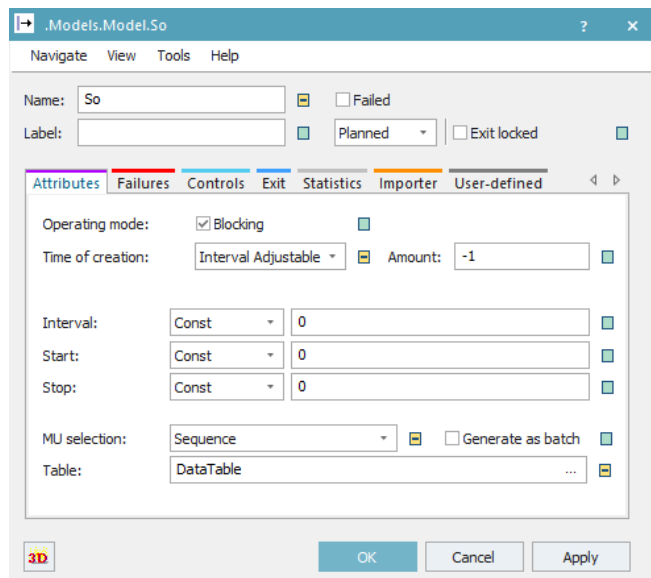 .Models.Model.So ? ×
Navigate View Tools Help
Name: So Failed
Label: Planned Exit locked
Attributes Failures Controls Exit Statistics Importer User-defined
Operating mode: Blocking
Time of creation: Interval Adjustable Amount: -1
Interval: Const 0
Start: Const 0
Stop: Const 0
MU selection: Sequence Generate as batch
Table: DataTable ...
3D OK Cancel Apply